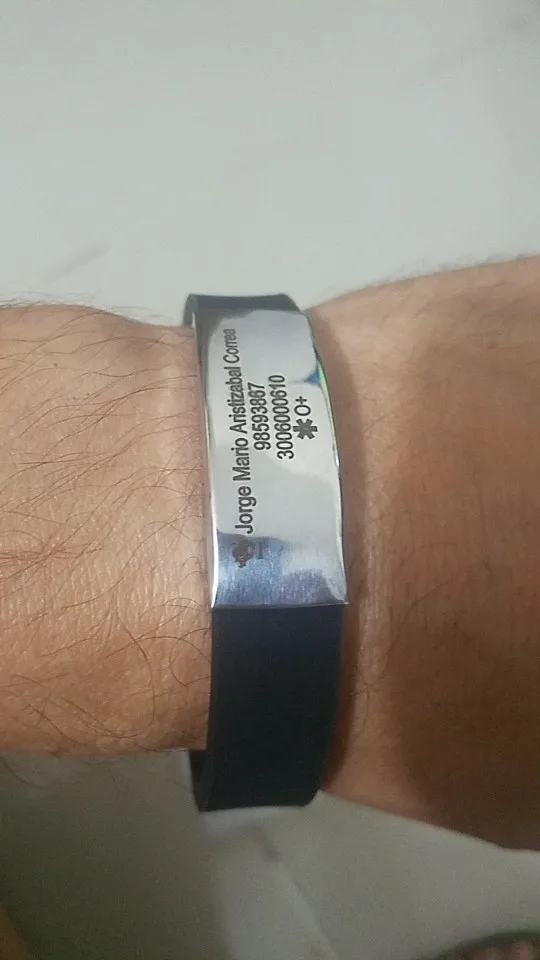 Jorge Mario Aristizabal Correa
98593867
3006000610
O+